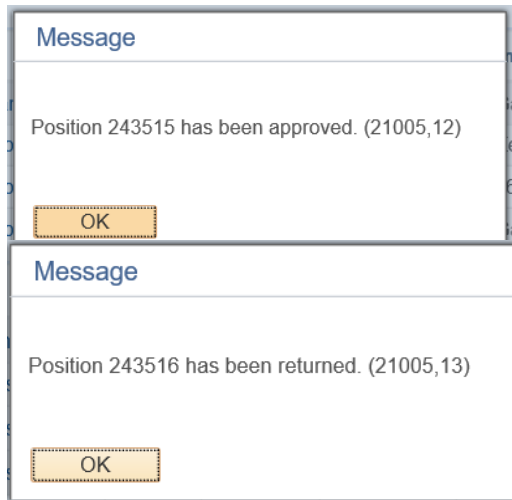 Message
Position 243515 has been approved. (21005,12)
OK
Message
Position 243516 has been returned. (21005,13)
OK